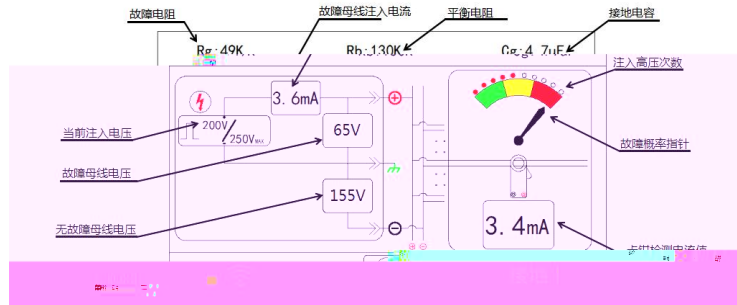 故障电阻
故障母线注入电流
平衡电阻
接地电容
Rg:49K
Rb:130K
Cg:4.7uF
注入高压次数
3.6mA
当前注入电压
200V
250VMAX
65V
故障概率指针
故障母线电压
155V
无故障母线电压
3.4mA